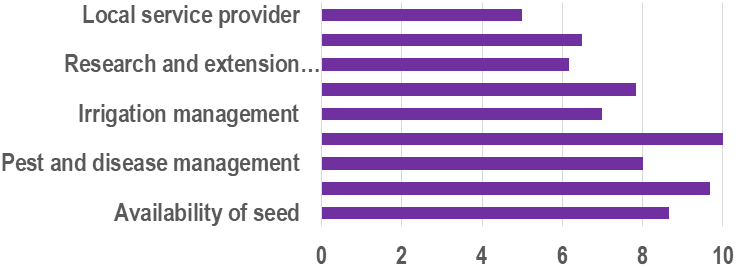 Local service provider
Research and extension…
Irrigation management
Pest and disease management
Availability of seed
0 2 4 6 8 10